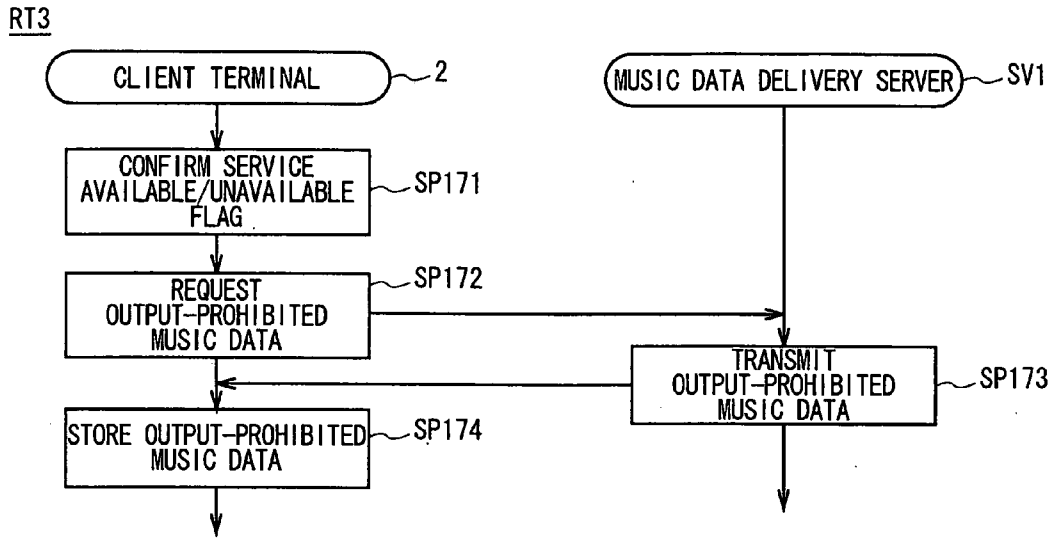 RT3
CLIENT TERMINAL
2
MUSIC DATA DELIVERY SERVER
SV1
CONFIRM SERVICE
AVAILABLE/UNAVAILABLE
FLAG
SP171
REQUEST
OUTPUT-PROHIBITED
MUSIC DATA
SP172
TRANSMIT
OUTPUT-PROHIBITED
MUSIC DATA
SP173
STORE OUTPUT-PROHIBITED
MUSIC DATA
SP174